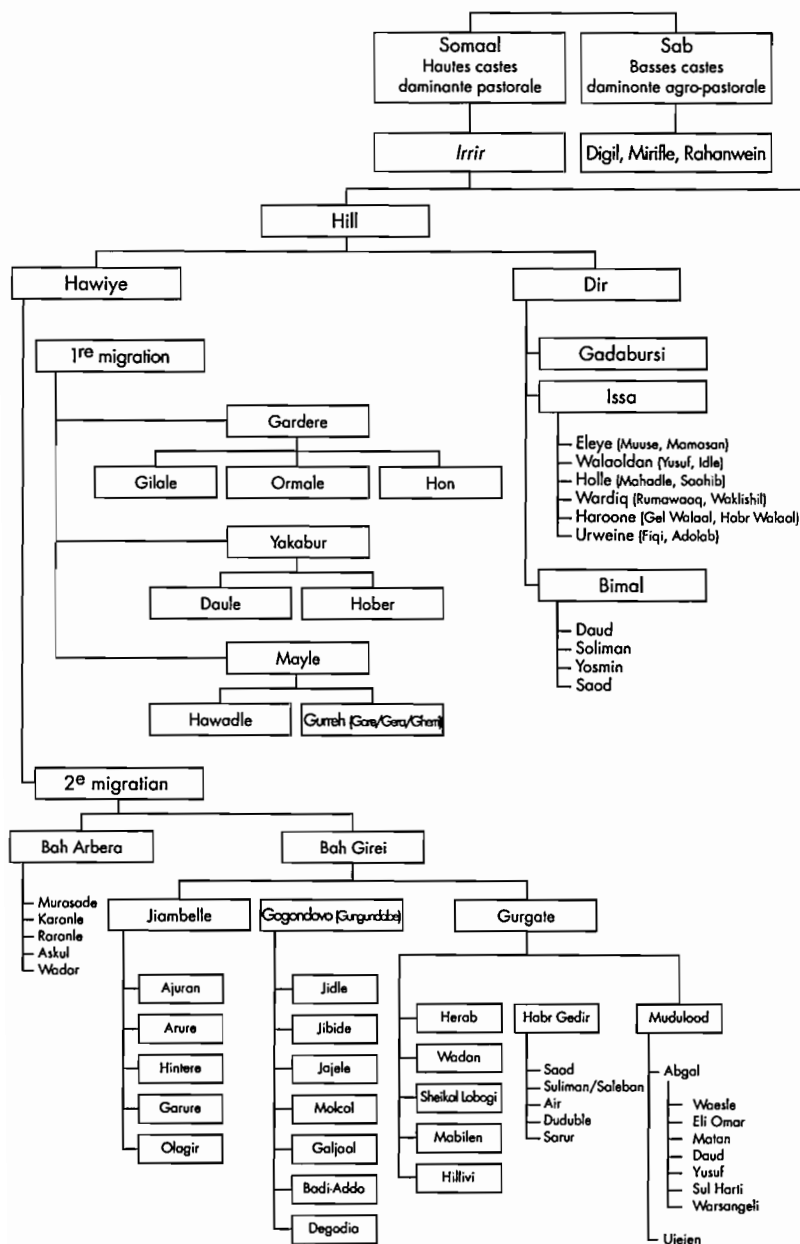 Somaal
Hautes castes
daminante pastorale
Sab
Basses castes
daminonte agro-pastorale
Irrir
Digil, Mirifle, Rahanwein
Hill
Hawiye
Dir
1re migration
Gadabursi
Issa
Gardere
Gilale
Ormale
Hon
Eleye (Muuse, Mamasan)
Walaoldan (Yusuf, Idle)
Holle (Mahadle, Saahib)
Wardiq (Rumawaaq, Waklishil)
Haroone (Gel Walaal, Habr Walaal)
Urweine (Fiqi, Adolab)
Yakabur
Daule
Hober
Bimal
Daud
Soliman
Yosmin
Saod
Mayle
Hawadle
Gurreh (Gare/Gera/Gherri)
2e migratian
Bah Arbera
Bah Girei
Murasade
Karanle
Raranle
Askul
Wadar
Jiambelle
Gogondovo (Gurgundabe)
Gurgate
Ajuran
Arure
Hintere
Garure
Olagir
Jidle
Jibide
Jajele
Molcol
Galjaal
Badi-Addo
Degodia
Herab
Wadan
Sheikal Lobogi
Mabilen
Hillivi
Habr Gedir
Saad
Suliman/Saleban
Air
Duduble
Sarur
Mudulood
Abgal
Waesle
Eli Omar
Matan
Daud
Yusuf
Sul Harti
Warsangeli
Ujejen